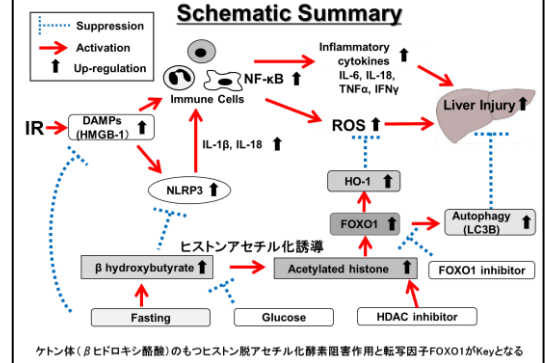 Schematic Summary
Suppression
Activation
Up-regulation
Inflammatory
cytokines
IL-6, IL-18,
TNFα, IFNγ
NF-κB
Immune Cells
Liver Injury
IR
DAMPs
(HMGB-1)
ROS
IL-1β, IL-18
NLRP3
HO-1
FOXO1
Autophagy
(LC3B)
ヒストンアセチル化誘導
β hydroxybutyrate
Acetylated histone
FOXO1 inhibitor
Fasting
Glucose
HDAC inhibitor
ケトン体(βヒドロキシ酪酸)のもつヒストン脱アセチル化酵素阻害作用と転写因子FOXO1がKeyとなる